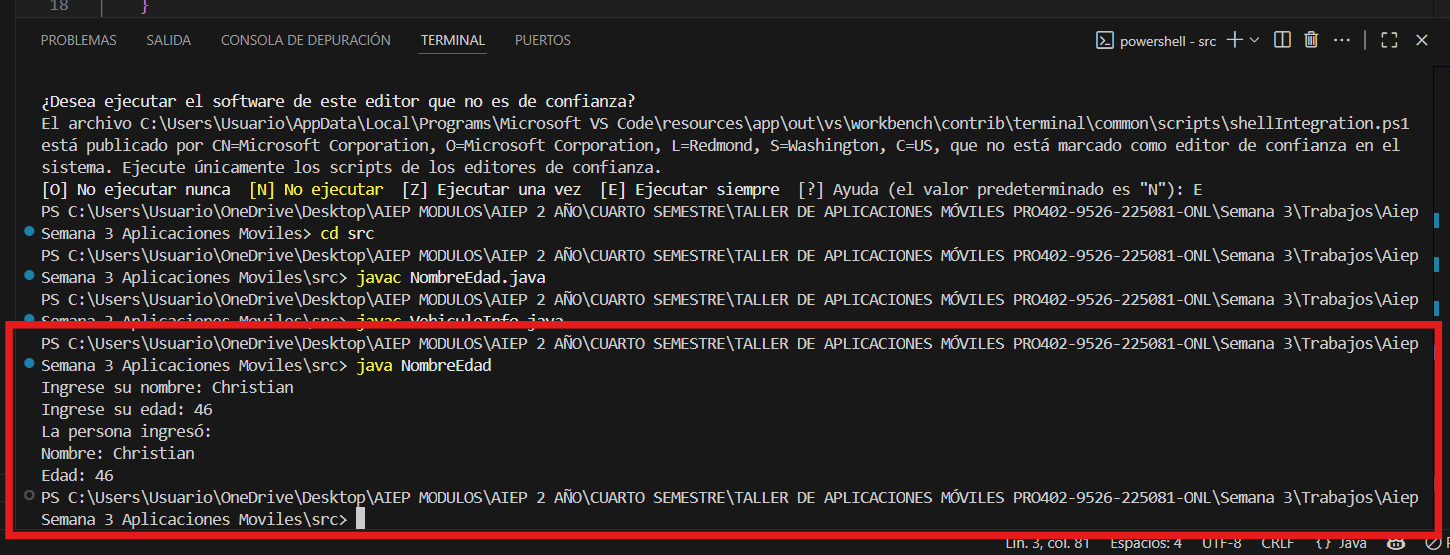 18 }
PROBLEMAS SALIDA CONSOLA DE DEPURACIÓN TERMINAL PUERTOS powershell - src
¿Desea ejecutar el software de este editor que no es de confianza?
El archivo C:\Users\Usuario\AppData\Local\Programs\Microsoft VS Code\resources\app\out\vs\workbench\contrib\terminal\common\scripts\shellIntegration.ps1
está publicado por CN=Microsoft Corporation, O=Microsoft Corporation, L=Redmond, S=Washington, C=US, que no está marcado como editor de confianza en el
sistema. Ejecute únicamente los scripts de los editores de confianza.
[O] No ejecutar nunca  [N] No ejecutar  [Z] Ejecutar una vez  [E] Ejecutar siempre  [?] Ayuda (el valor predeterminado es "N"): E
PS C:\Users\Usuario\OneDrive\Desktop\AIEP MODULOS\AIEP 2 AÑO\CUARTO SEMESTRE\TALLER DE APLICACIONES MÓVILES PRO402-9526-225081-ONL\Semana 3\Trabajos\Aiep
Semana 3 Aplicaciones Moviles> cd src
PS C:\Users\Usuario\OneDrive\Desktop\AIEP MODULOS\AIEP 2 AÑO\CUARTO SEMESTRE\TALLER DE APLICACIONES MÓVILES PRO402-9526-225081-ONL\Semana 3\Trabajos\Aiep
Semana 3 Aplicaciones Moviles\src> javac NombreEdad.java
PS C:\Users\Usuario\OneDrive\Desktop\AIEP MODULOS\AIEP 2 AÑO\CUARTO SEMESTRE\TALLER DE APLICACIONES MÓVILES PRO402-9526-225081-ONL\Semana 3\Trabajos\Aiep
Semana 3 Aplicaciones Moviles\src> javac VehiculeInfo.java
PS C:\Users\Usuario\OneDrive\Desktop\AIEP MODULOS\AIEP 2 AÑO\CUARTO SEMESTRE\TALLER DE APLICACIONES MÓVILES PRO402-9526-225081-ONL\Semana 3\Trabajos\Aiep
Semana 3 Aplicaciones Moviles\src> java NombreEdad
Ingrese su nombre: Christian
Ingrese su edad: 46
La persona ingresó:
Nombre: Christian
Edad: 46
PS C:\Users\Usuario\OneDrive\Desktop\AIEP MODULOS\AIEP 2 AÑO\CUARTO SEMESTRE\TALLER DE APLICACIONES MÓVILES PRO402-9526-225081-ONL\Semana 3\Trabajos\Aiep
Semana 3 Aplicaciones Moviles\src>
Lín. 3, col. 81 Espacios: 4 UTF-8 CRLF {} Java